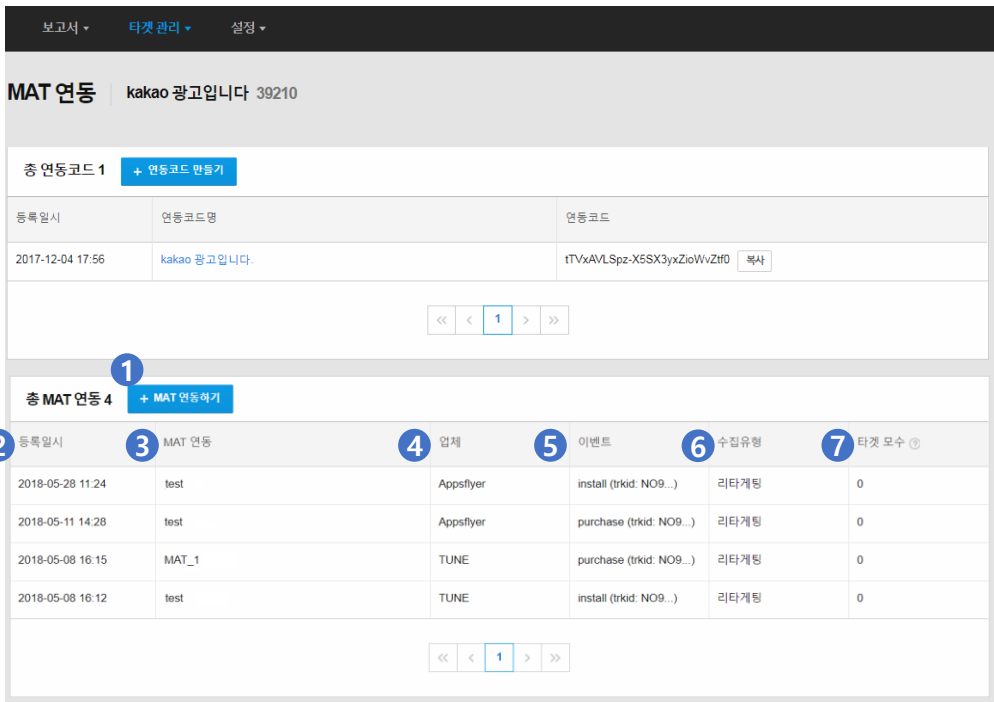 보고서 타겟 관리 설정
MAT 연동 kakao 광고입니다 39210
총 연동코드 1 + 연동코드 만들기
등록일시 연동코드명 연동코드
2017-12-04 17:56 kakao 광고입니다. tTVxAVLSpz-X5SX3yxZioWvZtf0 복사
1
1
총 MAT 연동 4 + MAT 연동하기
2 등록일시 3 MAT 연동 4 업체 5 이벤트 6 수집유형 7 타겟 모수 ?
2018-05-28 11:24 test Appsflyer install (trkid: NO9...) 리타게팅 0
2018-05-11 14:28 test Appsflyer purchase (trkid: NO9...) 리타게팅 0
2018-05-08 16:15 MAT_1 TUNE purchase (trkid: NO9...) 리타게팅 0
2018-05-08 16:12 test TUNE install (trkid: NO9...) 리타게팅 0
1